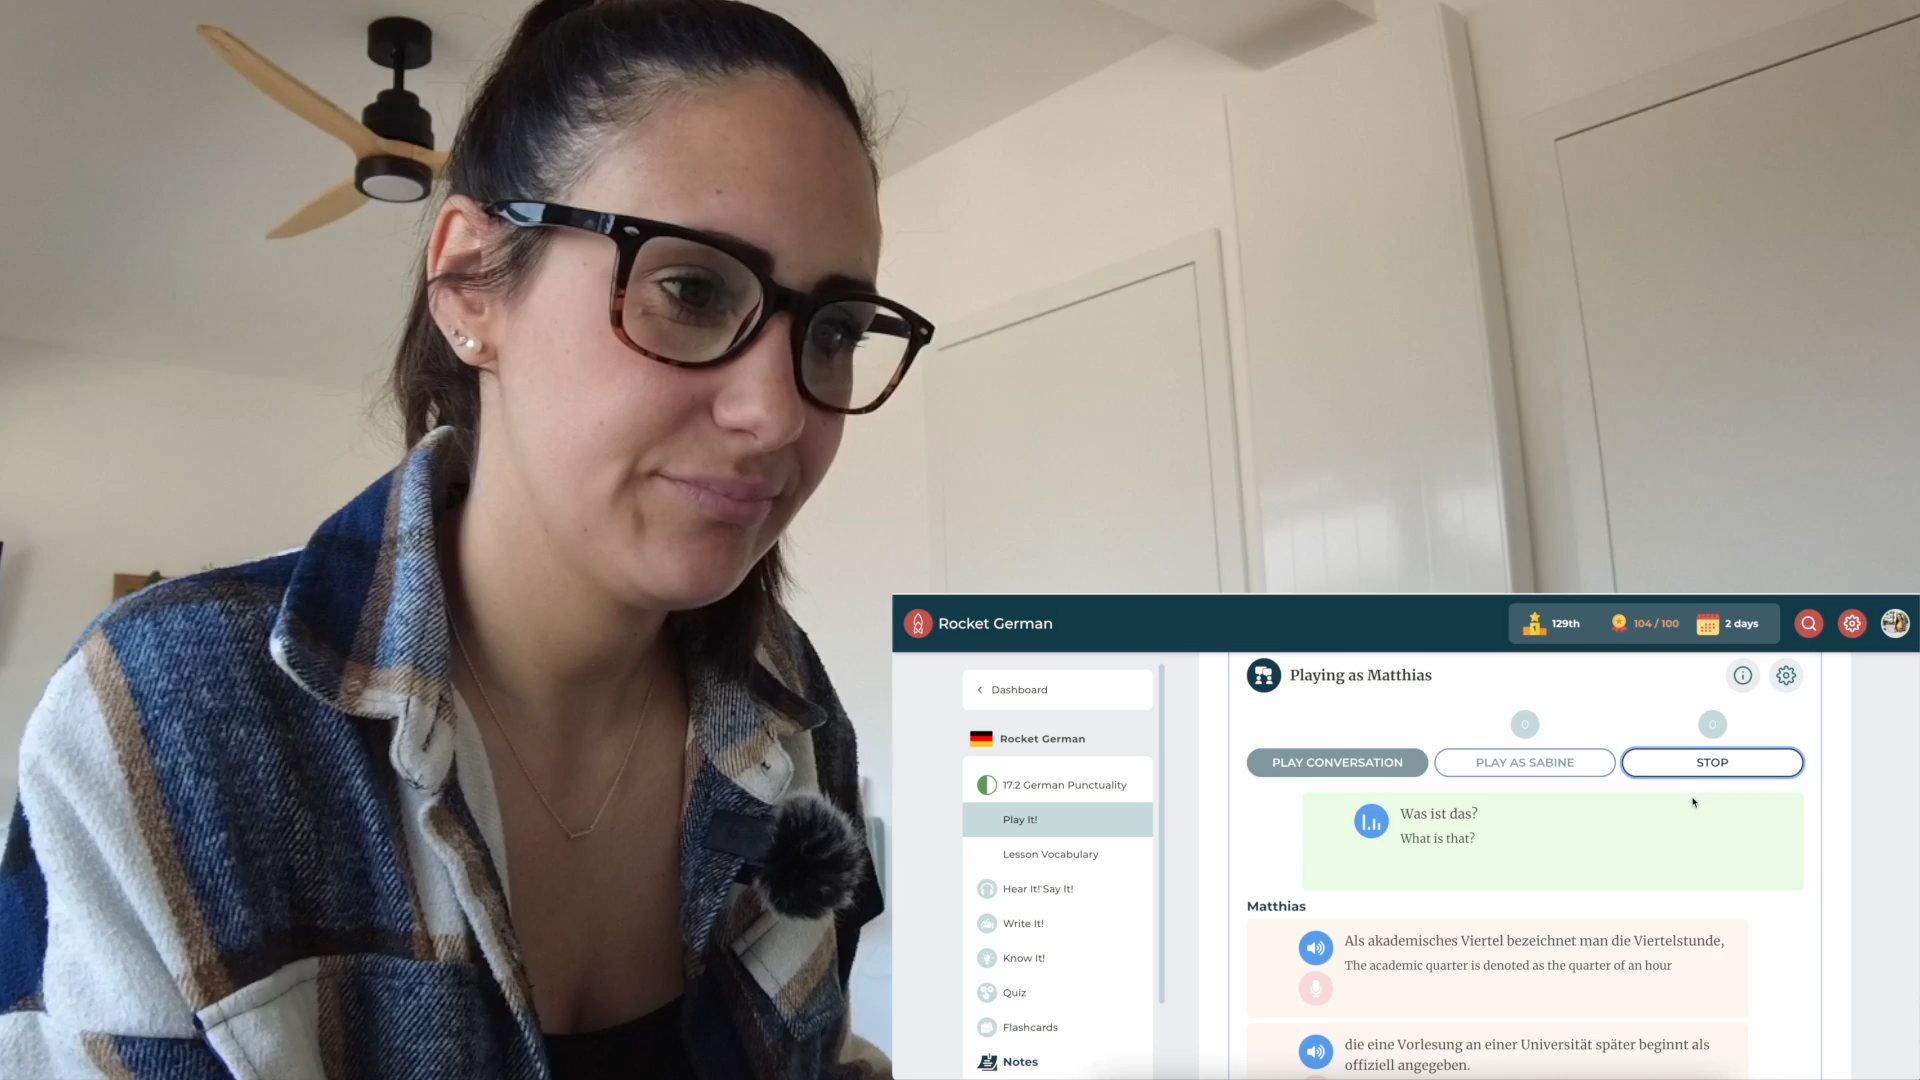 Rocket German
129th
104 / 100
2 days
Dashboard
Rocket German
17.2 German Punctuality
Play It!
Lesson Vocabulary
Hear It! Say It!
Write It!
Know It!
Quiz
Flashcards
Notes
Playing as Matthias
0
0
PLAY CONVERSATION
PLAY AS SABINE
STOP
Was ist das?
What is that?
Matthias
Als akademisches Viertel bezeichnet man die Viertelstunde,
The academic quarter is denoted as the quarter of an hour
die eine Vorlesung an einer Universität später beginnt als
offiziell angegeben.